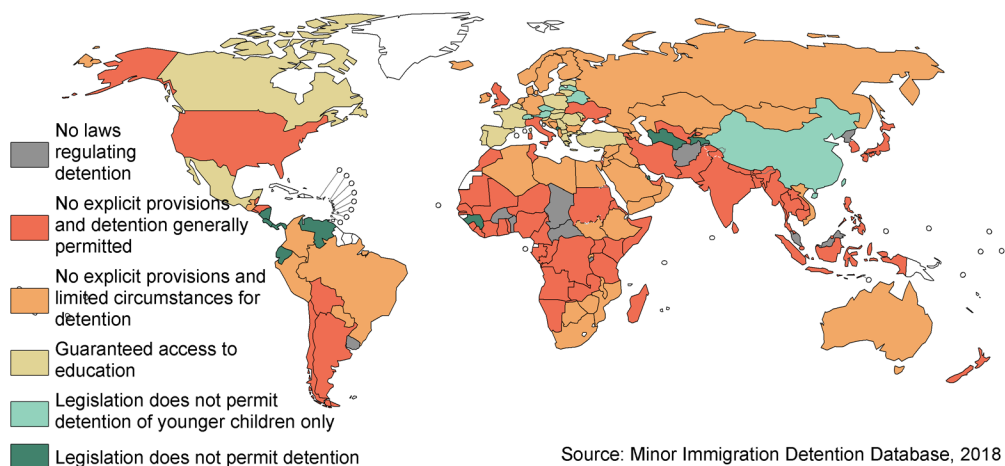 No laws
regulating
detention
No explicit provisions
and detention generally
permitted
No explicit provisions and
limited circumstances for
detention
Guaranteed access to
education
Legislation does not permit
detention of younger children only
Legislation does not permit detention
Source: Minor Immigration Detention Database, 2018